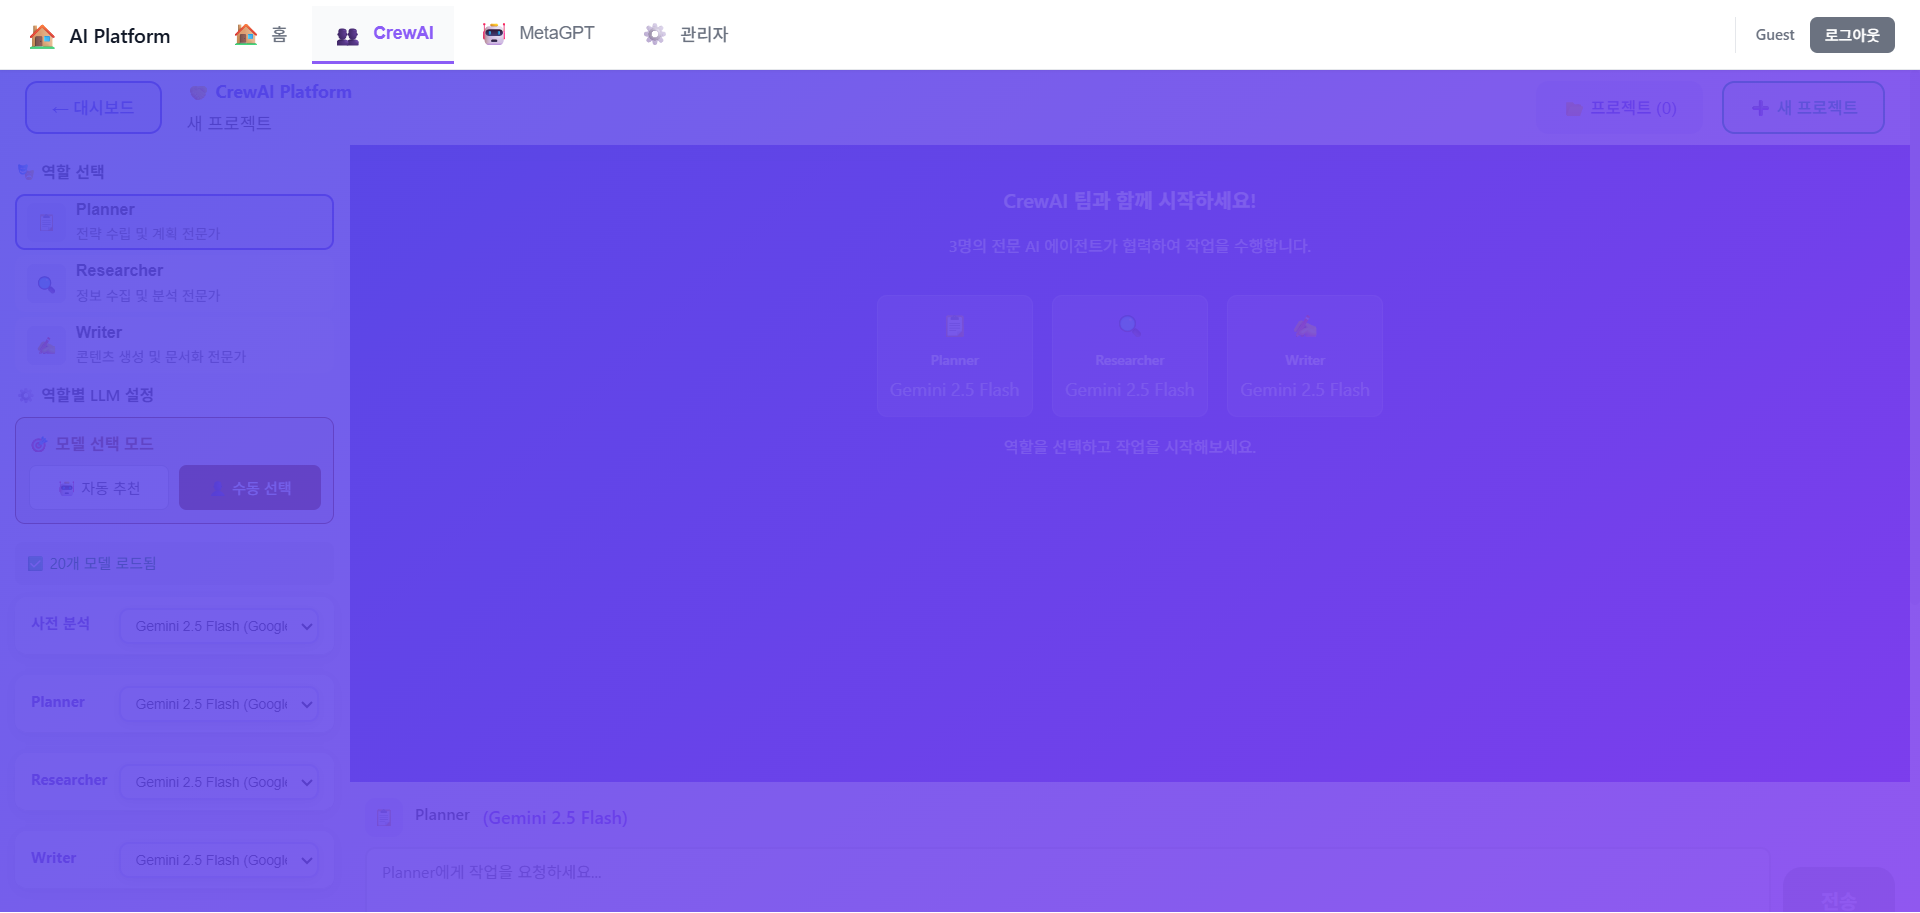 AI Platform
홈
CrewAI
MetaGPT
관리자
Guest
로그아웃
← 대시보드
CrewAI Platform
새 프로젝트
프로젝트 (0)
새 프로젝트
역할 선택
Planner
전략 수립 및 계획 전문가
Researcher
정보 수집 및 분석 전문가
Writer
콘텐츠 생성 및 문서화 전문가
역할별 LLM 설정
모델 선택 모드
자동 추천
수동 선택
20개 모델 로드됨
사전 분석
Gemini 2.5 Flash (Google
Planner
Gemini 2.5 Flash (Google
Researcher
Gemini 2.5 Flash (Google
Writer
Gemini 2.5 Flash (Google
CrewAI 팀과 함께 시작하세요!
3명의 전문 AI 에이전트가 협력하여 작업을 수행합니다.
Planner
Gemini 2.5 Flash
Researcher
Gemini 2.5 Flash
Writer
Gemini 2.5 Flash
역할을 선택하고 작업을 시작해보세요.
Planner
(Gemini 2.5 Flash)
Planner에게 작업을 요청하세요...
전송